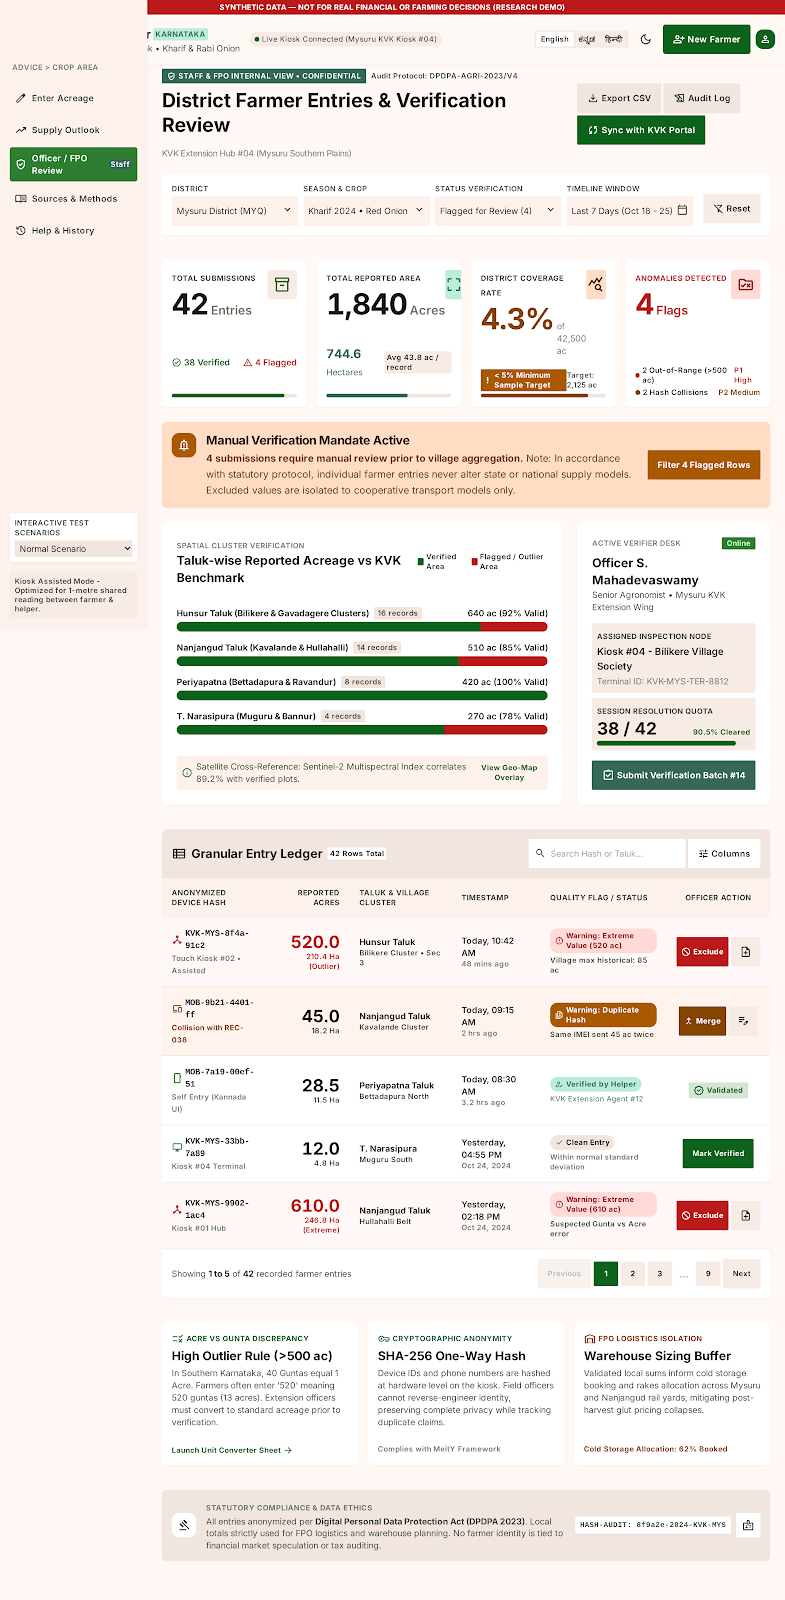 SYNTHETIC DATA — NOT FOR REAL FINANCIAL OR FARMING DECISIONS (RESEARCH DEMO)
r KARNATAKA
k • Kharif & Rabi Onion
Live Kiosk Connected (Mysuru KVK Kiosk #04)
English ಕನ್ನಡ हिन्दी
New Farmer
ADVICE > CROP AREA
Enter Acreage
Supply Outlook
Officer / FPO
Review
Staff
Sources & Methods
Help & History
INTERACTIVE TEST
SCENARIOS
Normal Scenario
Kiosk Assisted Mode -
Optimized for 1-metre shared
reading between farmer &
helper.
STAFF & FPO INTERNAL VIEW • CONFIDENTIAL Audit Protocol: DPDPA-AGRI-2023/V4
District Farmer Entries & Verification
Review
KVK Extension Hub #04 (Mysuru Southern Plains)
Export CSV
Audit Log
Sync with KVK Portal
DISTRICT
Mysuru District (MYQ)
SEASON & CROP
Kharif 2024 • Red Onion
STATUS VERIFICATION
Flagged for Review (4)
TIMELINE WINDOW
Last 7 Days (Oct 18 - 25)
Reset
TOTAL SUBMISSIONS
42 Entries
38 Verified
4 Flagged
TOTAL REPORTED AREA
1,840 Acres
744.6
Hectares
Avg 43.8 ac /
record
DISTRICT COVERAGE
RATE
4.3% of
42,500
ac
! < 5% Minimum
Sample Target
Target:
2,125 ac
ANOMALIES DETECTED
4 Flags
2 Out-of-Range (>500
ac)
P1
High
2 Hash Collisions P2 Medium
Manual Verification Mandate Active
4 submissions require manual review prior to village aggregation. Note: In accordance
with statutory protocol, individual farmer entries never alter state or national supply models.
Excluded values are isolated to cooperative transport models only.
Filter 4 Flagged Rows
SPATIAL CLUSTER VERIFICATION
Taluk-wise Reported Acreage vs KVK
Benchmark
Verified
Area
Flagged / Outlier
Area
Hunsur Taluk (Bilikere & Gavadagere Clusters) 16 records 640 ac (92% Valid)
Nanjangud Taluk (Kavalande & Hullahalli) 14 records 510 ac (85% Valid)
Periyapatna (Bettadapura & Ravandur) 8 records 420 ac (100% Valid)
T. Narasipura (Muguru & Bannur) 4 records 270 ac (78% Valid)
Satellite Cross-Reference: Sentinel-2 Multispectral Index correlates
89.2% with verified plots.
View Geo-Map
Overlay
ACTIVE VERIFIER DESK
Online
Officer S.
Mahadevaswamy
Senior Agronomist • Mysuru KVK
Extension Wing
ASSIGNED INSPECTION NODE
Kiosk #04 - Bilikere Village
Society
Terminal ID: KVK-MYS-TER-8812
SESSION RESOLUTION QUOTA
38 / 42 90.5% Cleared
Submit Verification Batch #14
Granular Entry Ledger 42 Rows Total
Search Hash or Taluk...
Columns
ANONYMIZED
DEVICE HASH
REPORTED
ACRES
TALUK & VILLAGE
CLUSTER
TIMESTAMP
QUALITY FLAG / STATUS
OFFICER ACTION
KVK-MYS-8f4a-
91c2
Touch Kiosk #02 •
Assisted
520.0
210.4 Ha
(Outlier)
Hunsur Taluk
Bilikere Cluster • Sec
3
Today, 10:42
AM
48 mins ago
Warning: Extreme
Value (520 ac)
Village max historical: 85
ac
Exclude
MOB-9b21-4401-
ff
Collision with REC-
038
45.0
18.2 Ha
Nanjangud Taluk
Kavalande Cluster
Today, 09:15
AM
2 hrs ago
Warning: Duplicate
Hash
Same IMEI sent 45 ac twice
Merge
MOB-7a19-00ef-
51
Self Entry (Kannada
UI)
28.5
11.5 Ha
Periyapatna Taluk
Bettadapura North
Today, 08:30
AM
3.2 hrs ago
Verified by Helper
KVK Extension Agent #12
Validated
KVK-MYS-33bb-
7a89
Kiosk #04 Terminal
12.0
4.8 Ha
T. Narasipura
Muguru South
Yesterday,
04:55 PM
Oct 24, 2024
Clean Entry
Within normal standard
deviation
Mark Verified
KVK-MYS-9902-
1ac4
Kiosk #01 Hub
610.0
246.8 Ha
(Extreme)
Nanjangud Taluk
Hullahalli Belt
Yesterday,
02:18 PM
Oct 24, 2024
Warning: Extreme
Value (610 ac)
Suspected Gunta vs Acre
error
Exclude
Showing 1 to 5 of 42 recorded farmer entries
Previous 1 2 3 ... 9 Next
ACRE VS GUNTA DISCREPANCY
High Outlier Rule (>500 ac)
In Southern Karnataka, 40 Guntas equal 1
Acre. Farmers often enter '520' meaning
520 guntas (13 acres). Extension officers
must convert to standard acreage prior to
verification.
Launch Unit Converter Sheet →
CRYPTOGRAPHIC ANONYMITY
SHA-256 One-Way Hash
Device IDs and phone numbers are hashed
at hardware level on the kiosk. Field officers
cannot reverse-engineer identity,
preserving complete privacy while tracking
duplicate claims.
Complies with MeitY Framework
FPO LOGISTICS ISOLATION
Warehouse Sizing Buffer
Validated local sums inform cold storage
booking and rakes allocation across Mysuru
and Nanjangud rail yards, mitigating post-
harvest glut pricing collapses.
Cold Storage Allocation: 62% Booked
STATUTORY COMPLIANCE & DATA ETHICS
All entries anonymized per Digital Personal Data Protection Act (DPDPA 2023). Local
totals strictly used for FPO logistics and warehouse planning. No farmer identity is tied to
financial market speculation or tax auditing.
HASH-AUDIT: 8f9a2e-2024-KVK-MYS